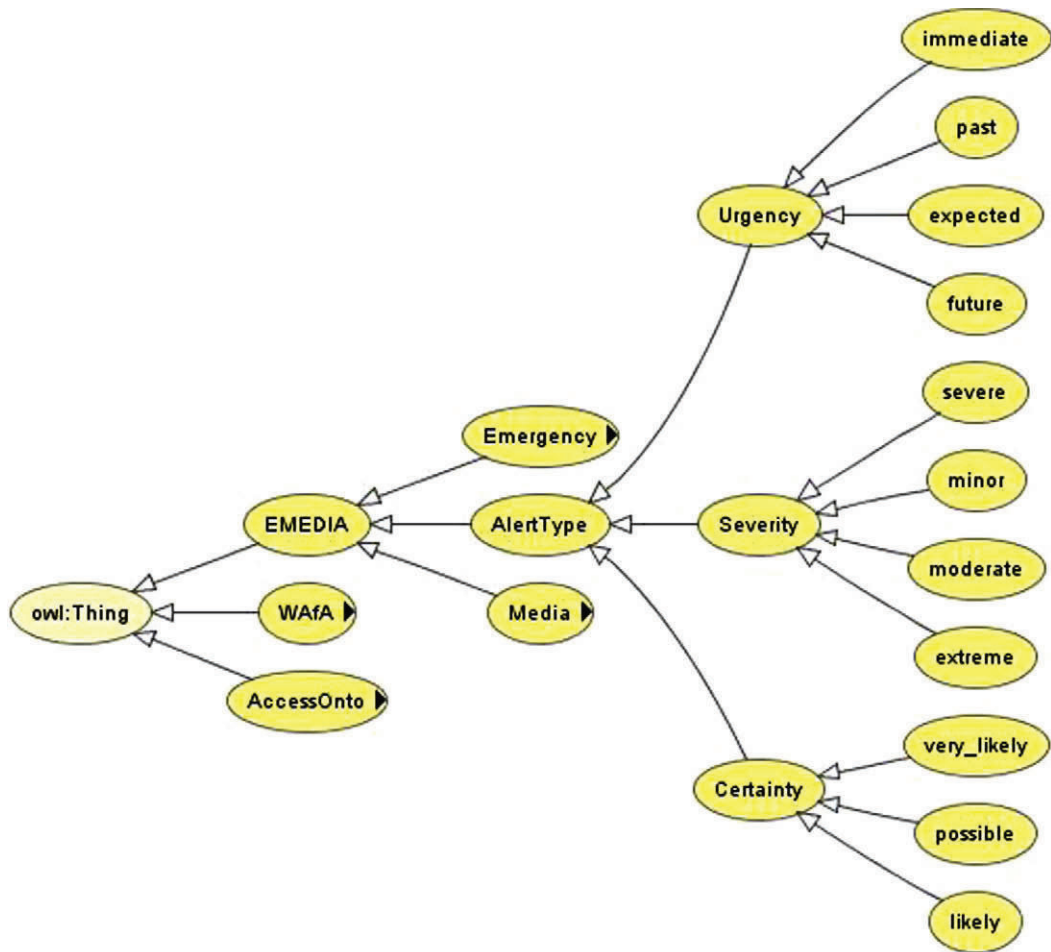 immediate
past
Urgency
expected
future
severe
Emergency
minor
EMEDIA
AlertType
Severity
moderate
owl:Thing
WAfA
Media
extreme
AccessOnto
very_likely
Certainty
possible
likely